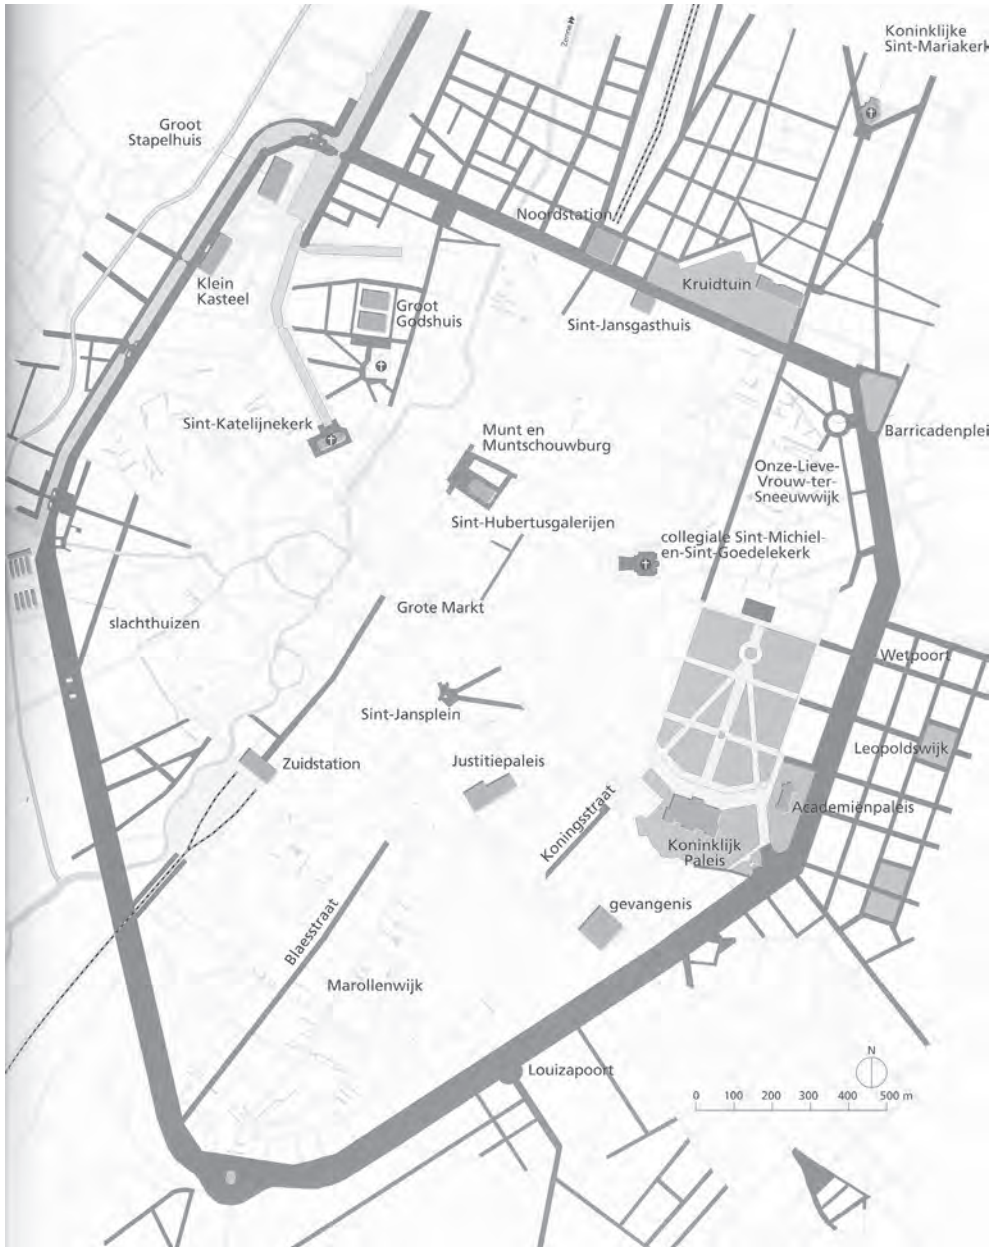 Zenne
Koninklijke
Sint-Mariakerk
Groot
Stapelhuis
Noordstation
Klein
Kasteel
Groot
Godshuis
Kruidtuin
Sint-Jansgasthuis
Sint-Katelijnekerk
Munt en
Muntschouwburg
Barricadenplei
Onze-Lieve-
Vrouw-ter-
Sneeuwwijk
Sint-Hubertusgalerijen
collegiale Sint-Michiel-
en-Sint-Goedelekerk
slachthuizen
Grote Markt
Wetpoort
Sint-Jansplein
Leopoldswijk
Zuidstation
Justitiepaleis
Koningsstraat
Academiënpaleis
Koninklijk
Paleis
Blaesstraat
gevangenis
Marollenwijk
Louizapoort
N
0 100 200 300 400 500 m